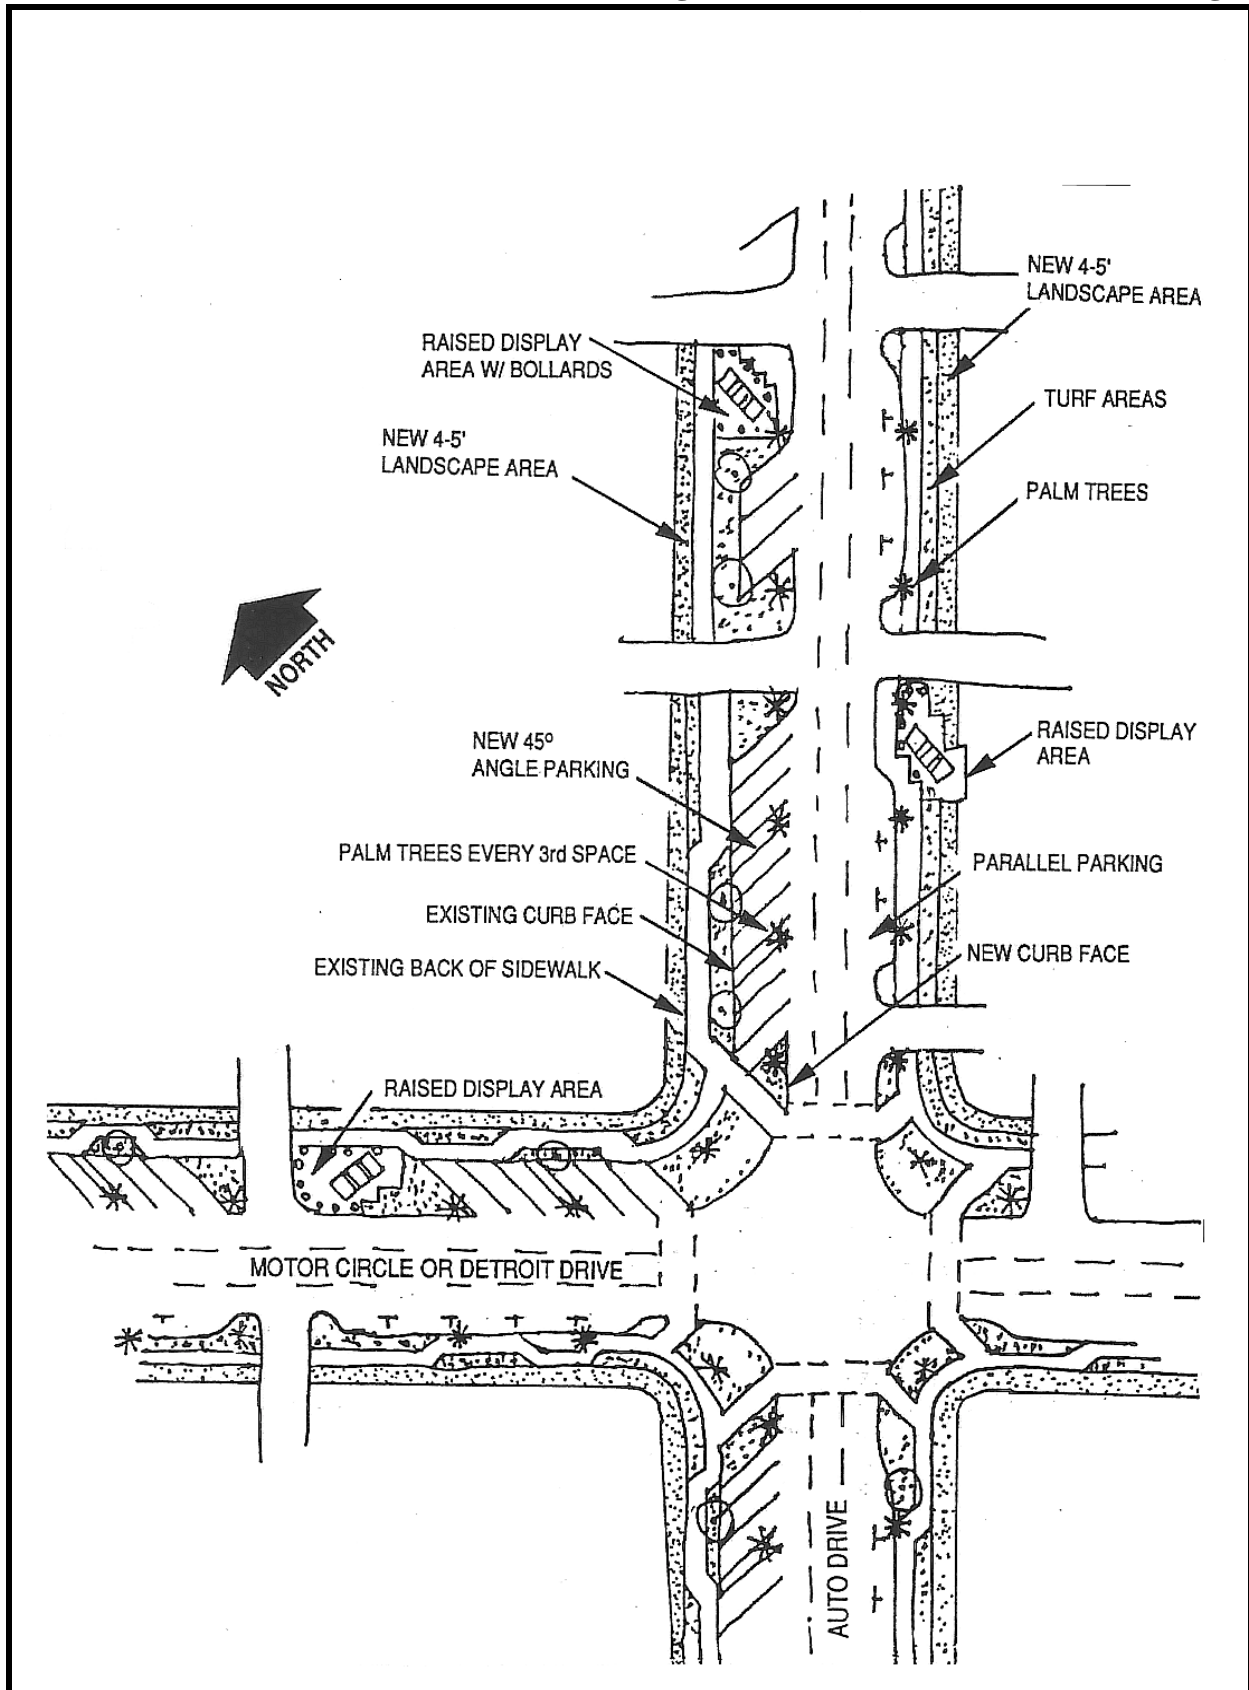 NEW 4-5'
LANDSCAPE AREA
RAISED DISPLAY
AREA W/ BOLLARDS
TURF AREAS
NEW 4-5'
LANDSCAPE AREA
PALM TREES
NORTH
NEW 45º
ANGLE PARKING
RAISED DISPLAY
AREA
PALM TREES EVERY 3rd SPACE
PARALLEL PARKING
EXISTING CURB FACE
NEW CURB FACE
EXISTING BACK OF SIDEWALK
RAISED DISPLAY AREA
MOTOR CIRCLE OR DETROIT DRIVE
AUTO DRIVE